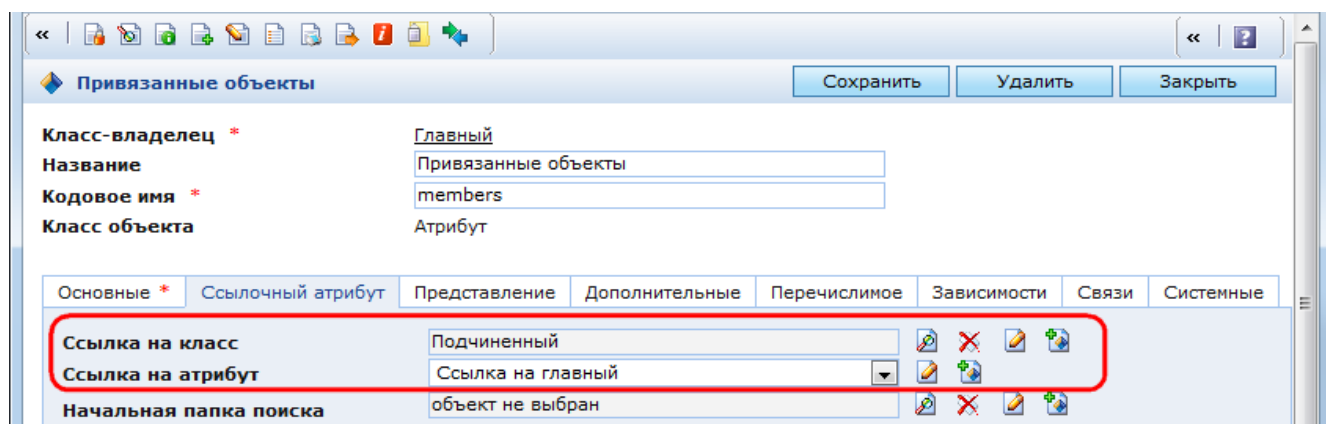 « «
Привязанные объекты Сохранить Удалить Закрыть
Класс-владелец * Главный
Название Привязанные объекты
Кодовое имя * members
Класс объекта Атрибут
Основные * Ссылочный атрибут Представление Дополнительные Перечислимое Зависимости Связи Системные
Ссылка на класс Подчиненный
Ссылка на атрибут Ссылка на главный
Начальная папка поиска объект не выбран